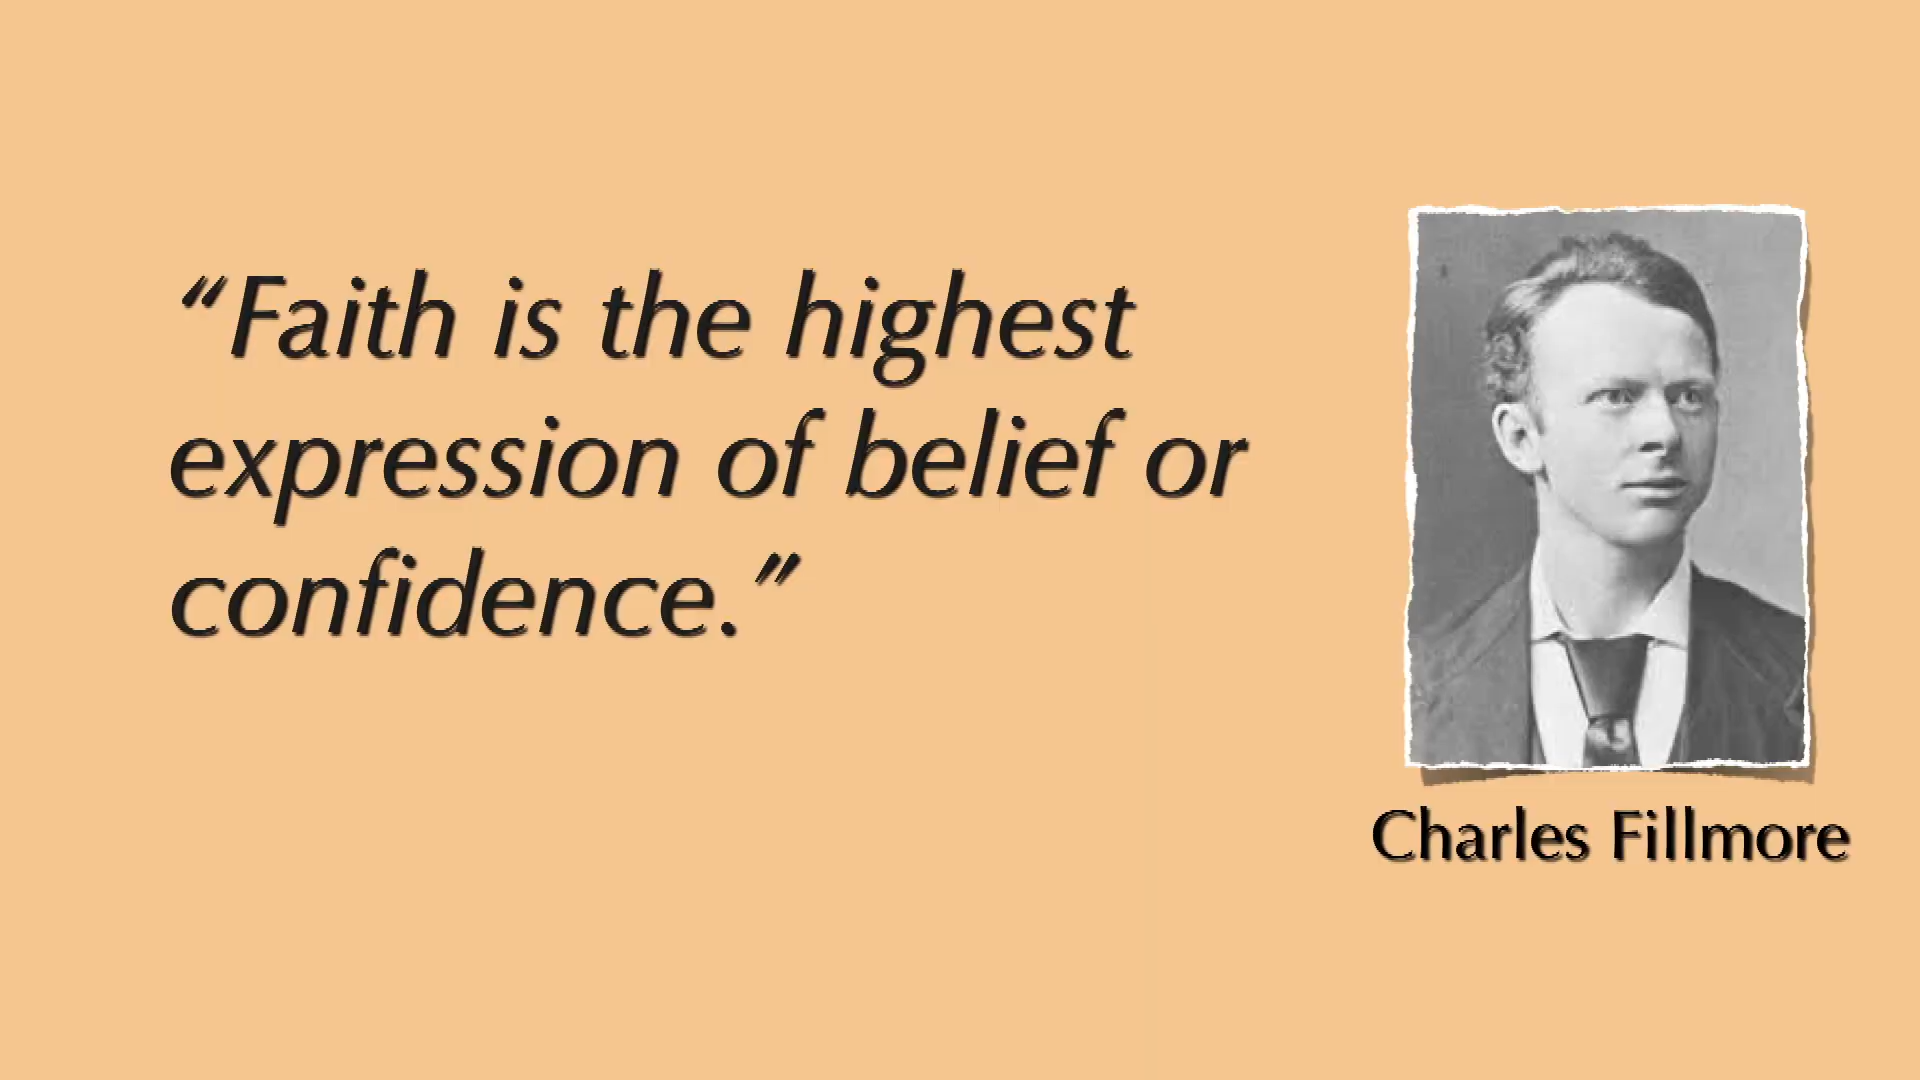 “Faith is the highest
expression of belief or
confidence.”
Charles Fillmore